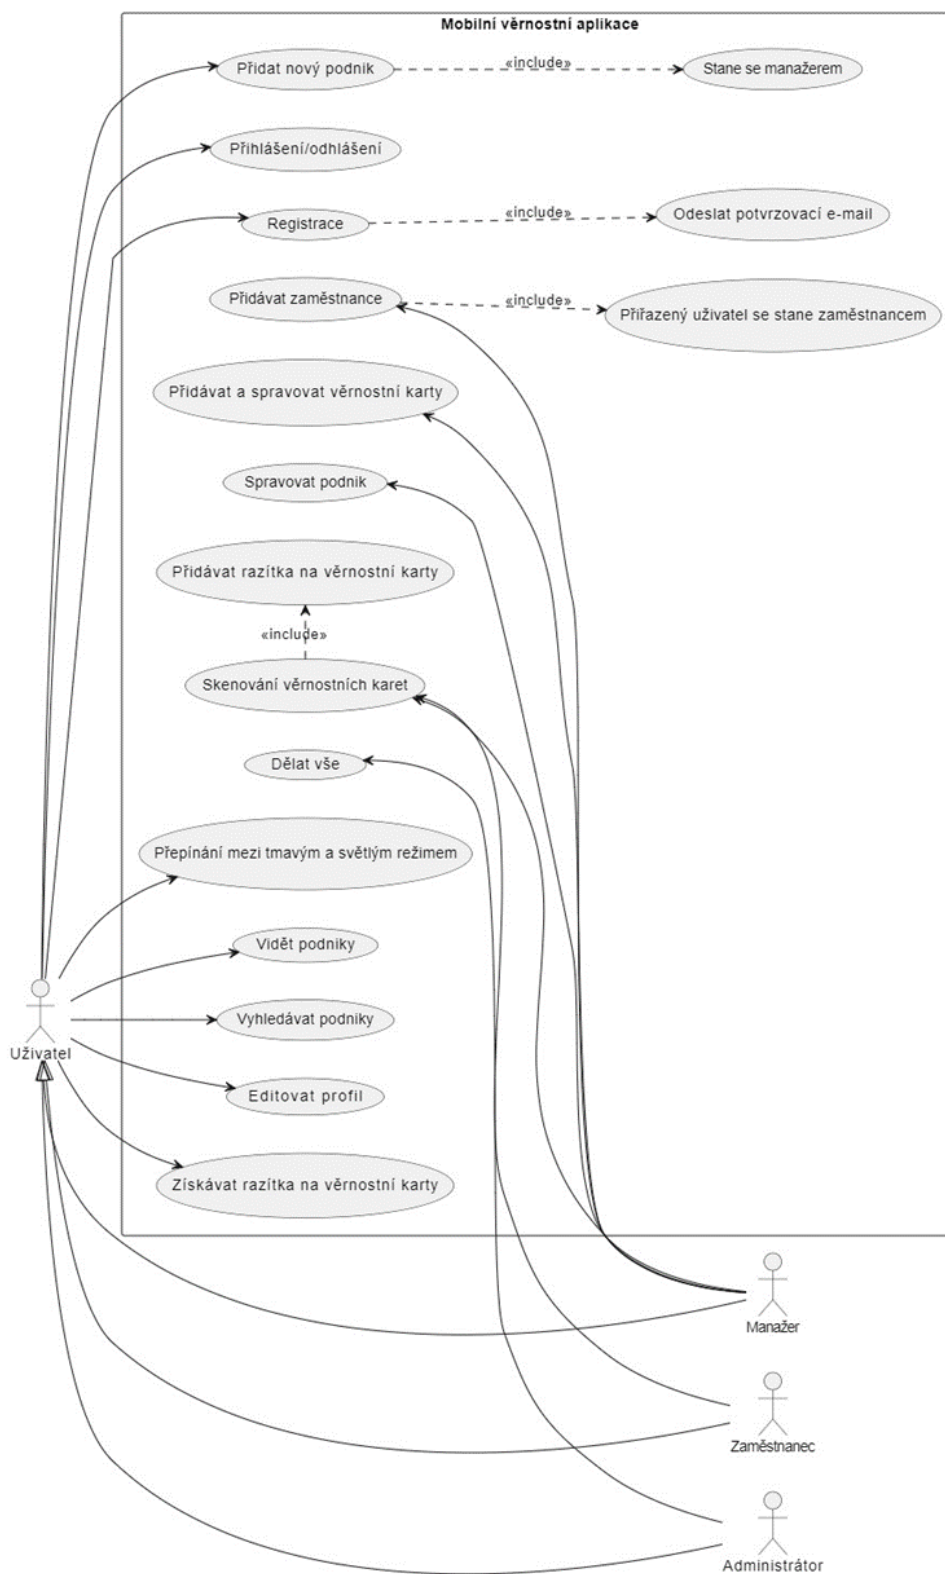 Mobilní věrnostní aplikace
Přidat nový podnik
«include»
Stane se manažerem
Přihlášení/odhlášení
Registrace
«include»
Odeslat potvrzovací e-mail
Přidávat zaměstnance
«include»
Přiřazený uživatel se stane zaměstnancem
Přidávat a spravovat věrnostní karty
Spravovat podnik
Přidávat razítka na věrnostní karty
«include»
Skenování věrnostních karet
Dělat vše
Přepínání mezi tmavým a světlým režimem
Vidět podniky
Vyhledávat podniky
Uživatel
Editovat profil
Získávat razítka na věrnostní karty
Manažer
Zaměstnanec
Administrátor